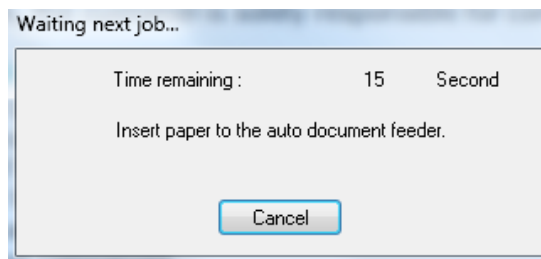 Waiting next job...
Time remaining : 15 Second
Insert paper to the auto document feeder.
Cancel